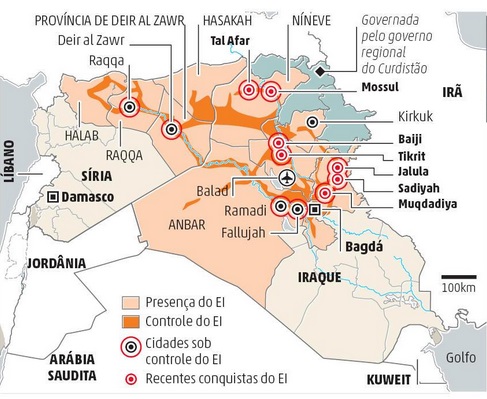 PROVÍNCIA DE DEIR AL ZAWR
HASAKAH
NÍNEVE
Governada
pelo governo
regional
do Curdistão
Deir al Zawr
Tal Afar
Raqqa
Mossul
IRÃ
Kirkuk
HALAB
Baiji
RAQQA
Tikrit
LÍBANO
Jalula
SÍRIA
Balad
Sadiyah
Damasco
Muqdadiya
ANBAR
Ramadi
Fallujah
Bagdá
JORDÂNIA
IRAQUE
100km
Presença do EI
Controle do EI
Cidades sob
controle do EI
Recentes conquistas do EI
ARÁBIA
SAUDITA
KUWEIT
Golfo